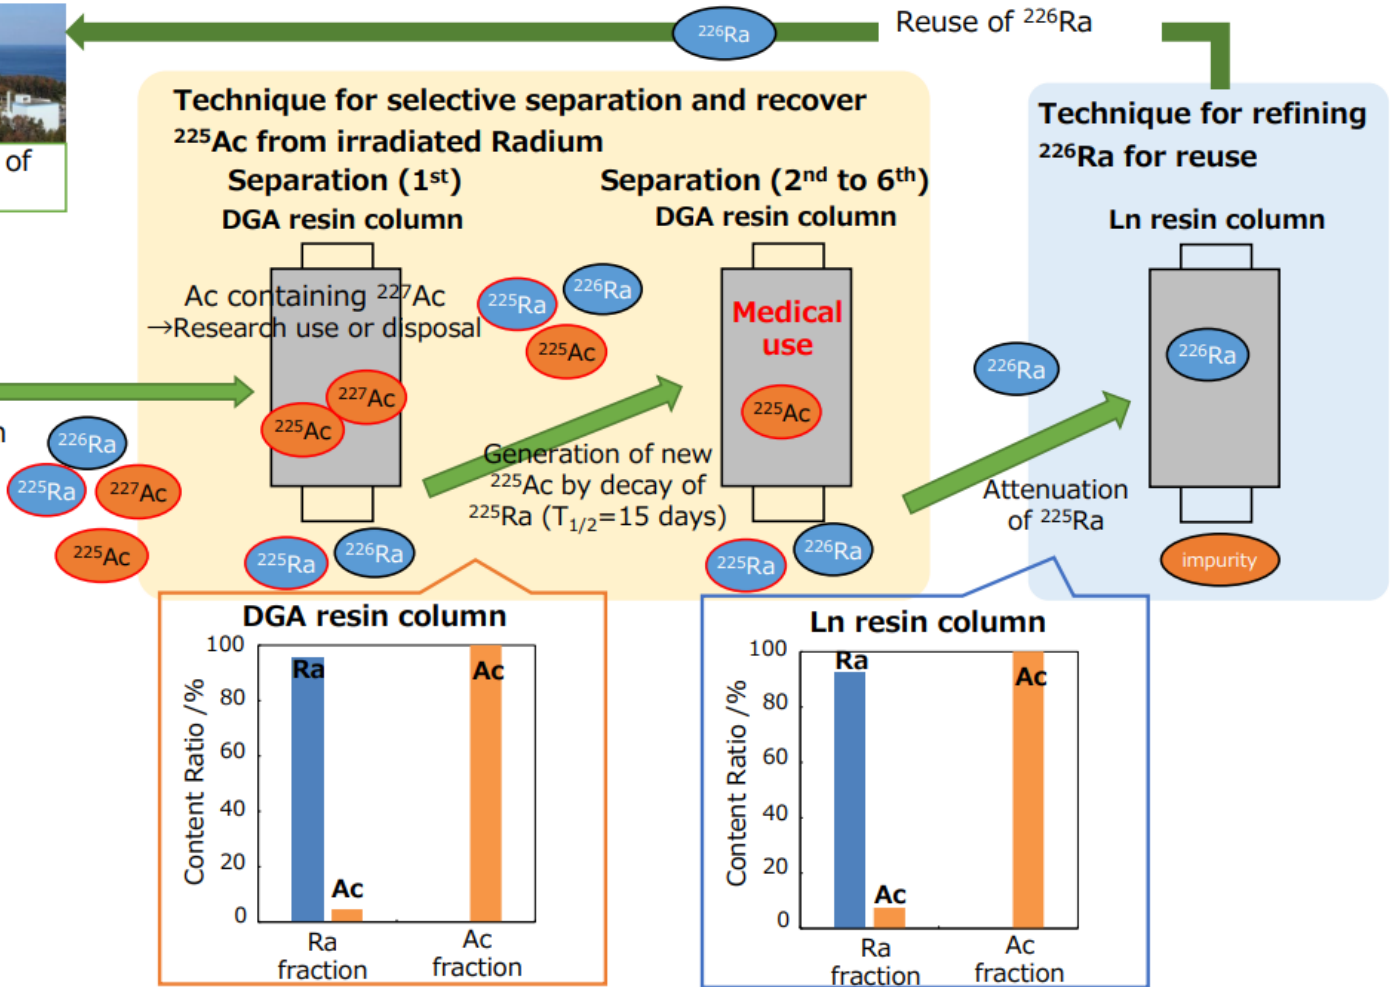 ²²⁶Ra
Reuse of ²²⁶Ra
of
Technique for selective separation and recover
²²⁵Ac from irradiated Radium
Separation (1ˢᵗ)
DGA resin column
Ac containing ²²⁷Ac
→Research use or disposal
²²⁷Ac
²²⁵Ac
²²⁵Ra
²²⁶Ra
²²⁵Ac
Separation (2ⁿᵈ to 6ᵗʰ)
DGA resin column
Medical
use
²²⁵Ac
Technique for refining
²²⁶Ra for reuse
Ln resin column
²²⁶Ra
²²⁶Ra
n
²²⁶Ra
²²⁵Ra
²²⁷Ac
²²⁵Ac
Generation of new
²²⁵Ac by decay of
²²⁵Ra (T₁/₂=15 days)
Attenuation
of ²²⁵Ra
²²⁵Ra
²²⁶Ra
²²⁵Ra
²²⁶Ra
impurity
DGA resin column
Content Ratio /%
100
80
60
40
20
0
Ra
Ac
Ac
Ra
fraction
Ac
fraction
Ln resin column
Content Ratio /%
100
80
60
40
20
0
Ra
Ac
Ac
Ra
fraction
Ac
fraction